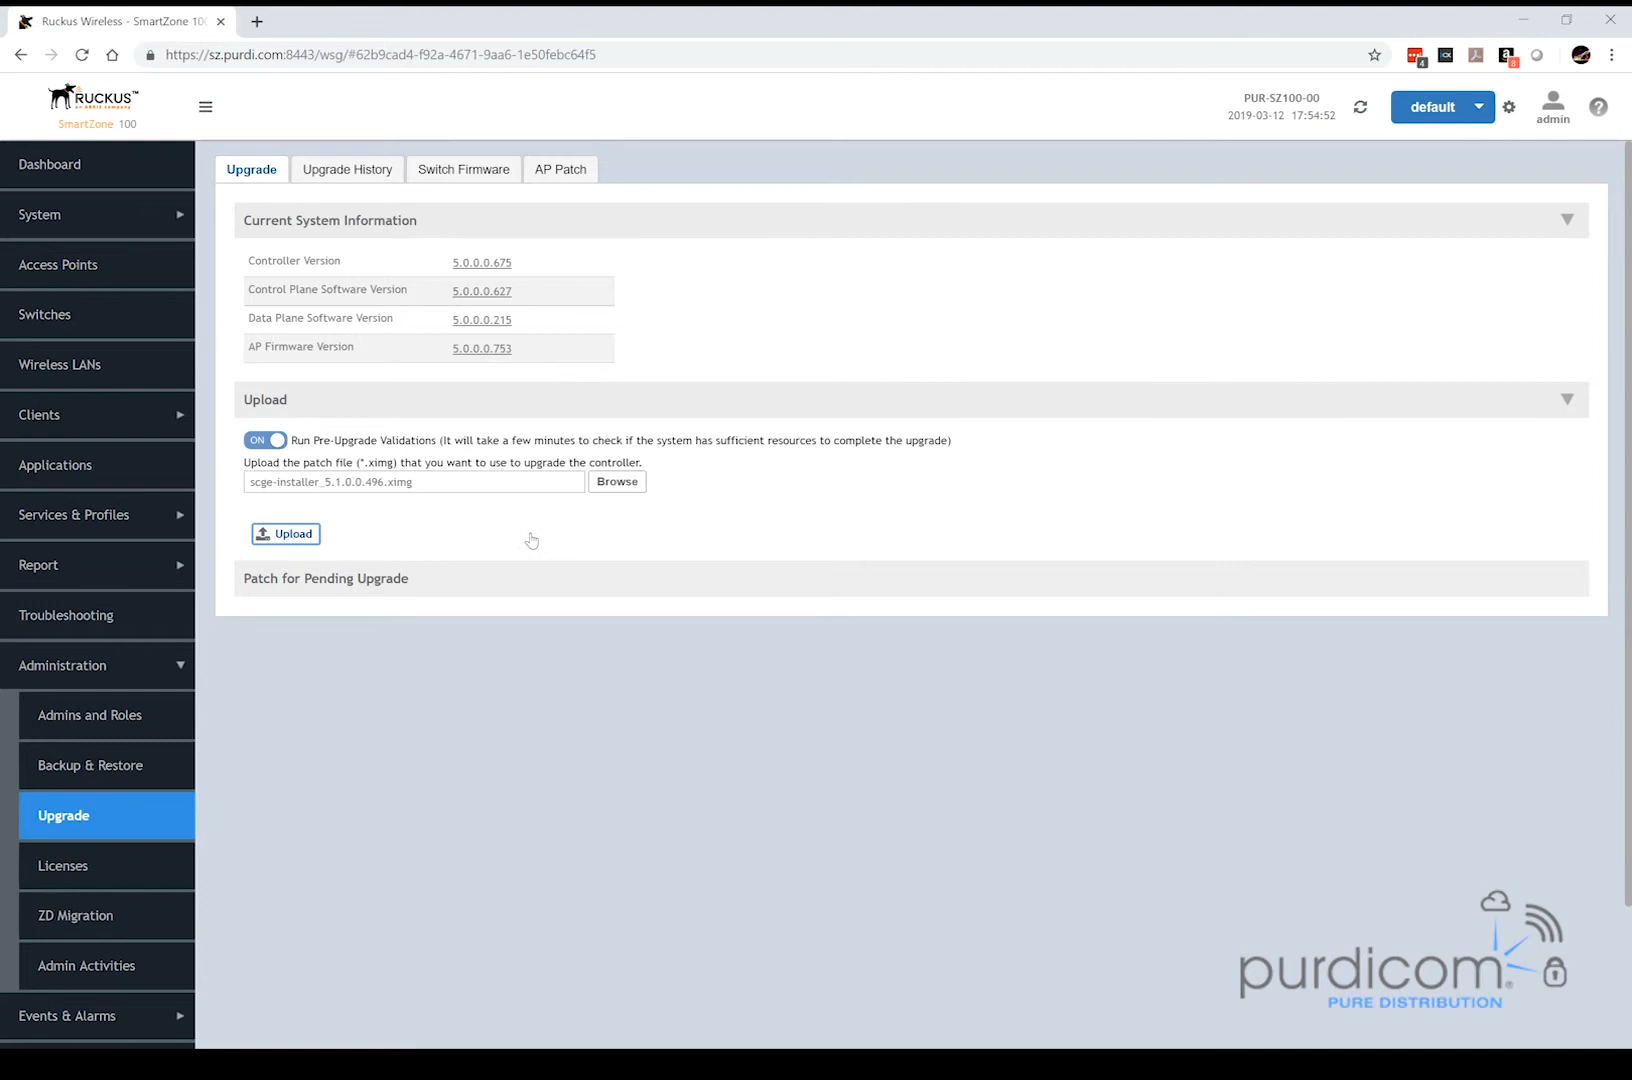 Ruckus Wireless - SmartZone 10
https://sz.purdi.com:8443/wsg/#62b9cad4-f92a-4671-9aa6-1e50febc64f5
4
8
RUCKUS
an ARRIS company
SmartZone 100
PUR-SZ100-00
2019-03-12 17:54:52
default
admin
Dashboard
System
Access Points
Switches
Wireless LANs
Clients
Applications
Services & Profiles
Report
Troubleshooting
Administration
Admins and Roles
Backup & Restore
Upgrade
Licenses
ZD Migration
Admin Activities
Events & Alarms
Upgrade
Upgrade History
Switch Firmware
AP Patch
Current System Information
Controller Version 5.0.0.0.675
Control Plane Software Version 5.0.0.0.627
Data Plane Software Version 5.0.0.0.215
AP Firmware Version 5.0.0.0.753
Upload
ON Run Pre-Upgrade Validations (It will take a few minutes to check if the system has sufficient resources to complete the upgrade)
Upload the patch file (*.ximg) that you want to use to upgrade the controller.
scge-installer_5.1.0.0.496.ximg Browse
Upload
Patch for Pending Upgrade
purdicom
PURE DISTRIBUTION